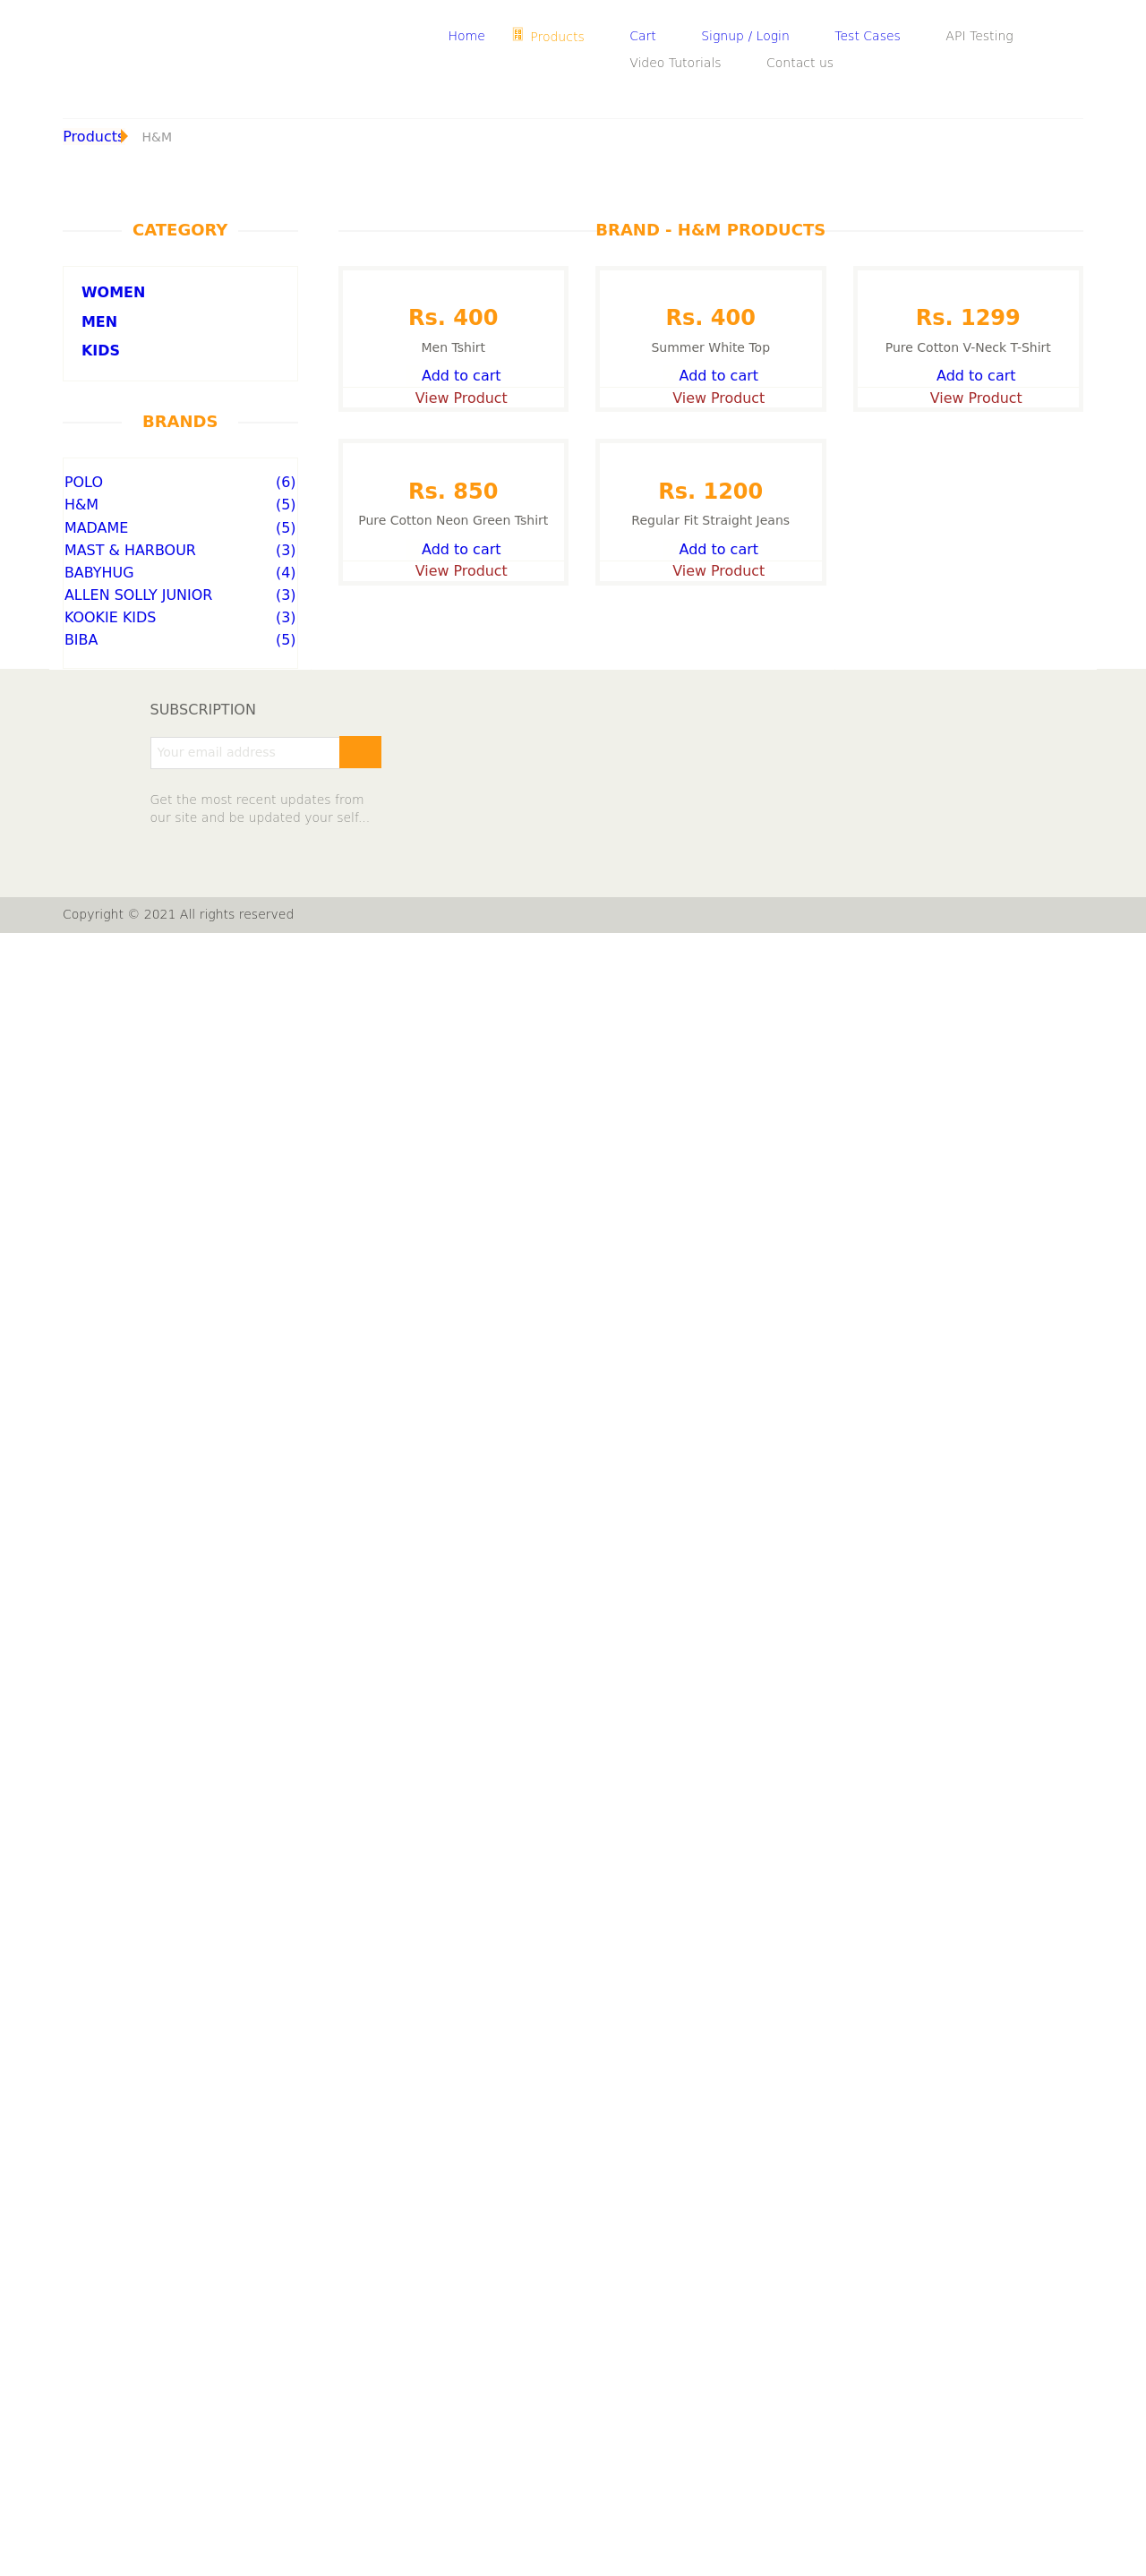 Home
Products
Cart
Signup / Login
Test Cases
API Testing
Video Tutorials
Contact us
Products
H&M
CATEGORY
WOMEN
MEN
KIDS
BRANDS
POLO (6)
H&M (5)
MADAME (5)
MAST & HARBOUR (3)
BABYHUG (4)
ALLEN SOLLY JUNIOR (3)
KOOKIE KIDS (3)
BIBA (5)
BRAND - H&M PRODUCTS
Rs. 400
Men Tshirt
Add to cart
View Product
Rs. 400
Summer White Top
Add to cart
View Product
Rs. 1299
Pure Cotton V-Neck T-Shirt
Add to cart
View Product
Rs. 850
Pure Cotton Neon Green Tshirt
Add to cart
View Product
Rs. 1200
Regular Fit Straight Jeans
Add to cart
View Product
SUBSCRIPTION
Your email address
Get the most recent updates from
our site and be updated your self...
Copyright © 2021 All rights reserved